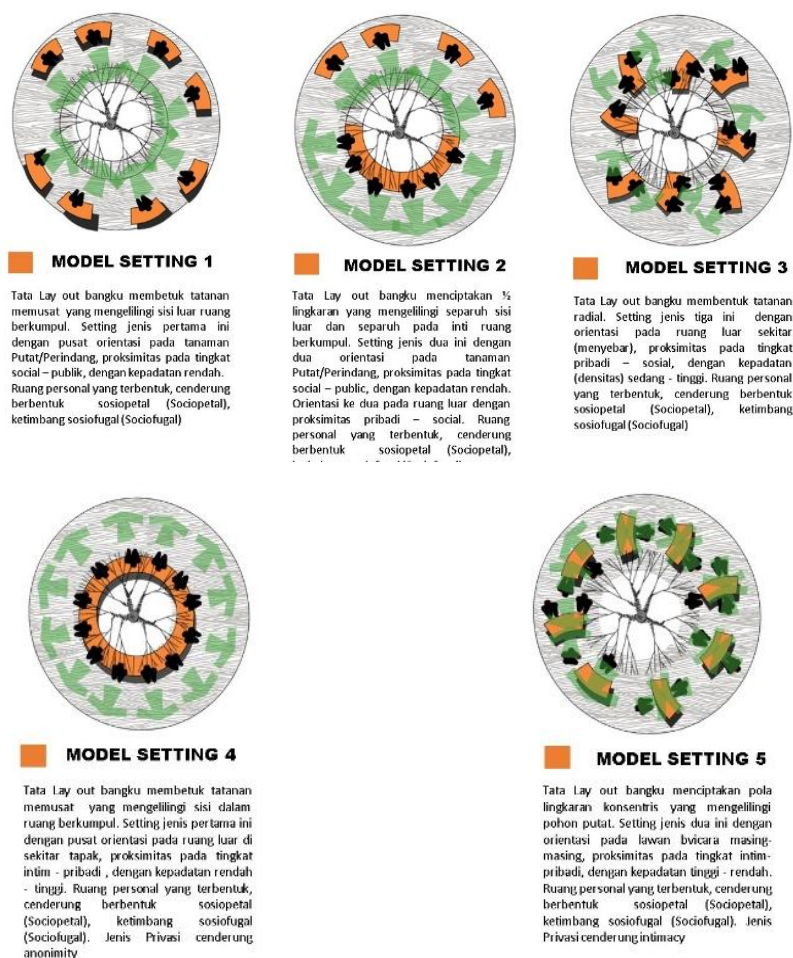 MODEL SETTING 1
Tata Lay out bangku membetuk tatanan
memusat yang mengelilingi sisi luar ruang
berkumpul. Setting jenis pertama ini
dengan pusat orientasi pada tanaman
Putat/Perindang, proksimitas pada tingkat
social – publik, dengan kepadatan rendah.
Ruang personal yang terbentuk, cenderung
berbentuk sosiopetal (Sociopetal),
ketimbang sosiofugal (Sociofugal)
MODEL SETTING 2
Tata Lay out bangku menciptakan ½
lingkaran yang mengelilingi separuh sisi
luar dan separuh pada inti ruang
berkumpul. Setting jenis dua ini dengan
dua orientasi pada tanaman
Putat/Perindang, proksimitas pada tingkat
social – public, dengan kepadatan rendah.
Orientasi ke dua pada ruang luar dengan
proksimitas pribadi – social. Ruang
personal yang terbentuk, cenderung
berbentuk sosiopetal (Sociopetal),
MODEL SETTING 3
Tata Lay out bangku membentuk tatanan
radial. Setting jenis tiga ini dengan
orientasi pada ruang luar sekitar
(menyebar), proksimitas pada tingkat
pribadi – sosial, dengan kepadatan
(densitas) sedang - tinggi. Ruang personal
yang terbentuk, cenderung berbentuk
sosiopetal (Sociopetal), ketimbang
sosiofugal (Sociofugal)
MODEL SETTING 4
Tata Lay out bangku membetuk tatanan
memusat yang mengelilingi sisi dalam
ruang berkumpul. Setting jenis pertama ini
dengan pusat orientasi pada ruang luar di
sekitar tapak, proksimitas pada tingkat
intim - pribadi , dengan kepadatan rendah
- tinggi. Ruang personal yang terbentuk,
cenderung berbentuk sosiopetal
(Sociopetal), ketimbang sosiofugal
(Sociofugal). Jenis Privasi cenderung
anonimity
MODEL SETTING 5
Tata Lay out bangku menciptakan pola
lingkaran konsentris yang mengelilingi
pohon putat. Setting jenis dua ini dengan
orientasi pada lawan bvicara masing-
masing, proksimitas pada tingkat intim-
pribadi, dengan kepadatan tinggi - rendah.
Ruang personal yang terbentuk, cenderung
berbentuk sosiopetal (Sociopetal),
ketimbang sosiofugal (Sociofugal). Jenis
Privasi cenderung intimacy